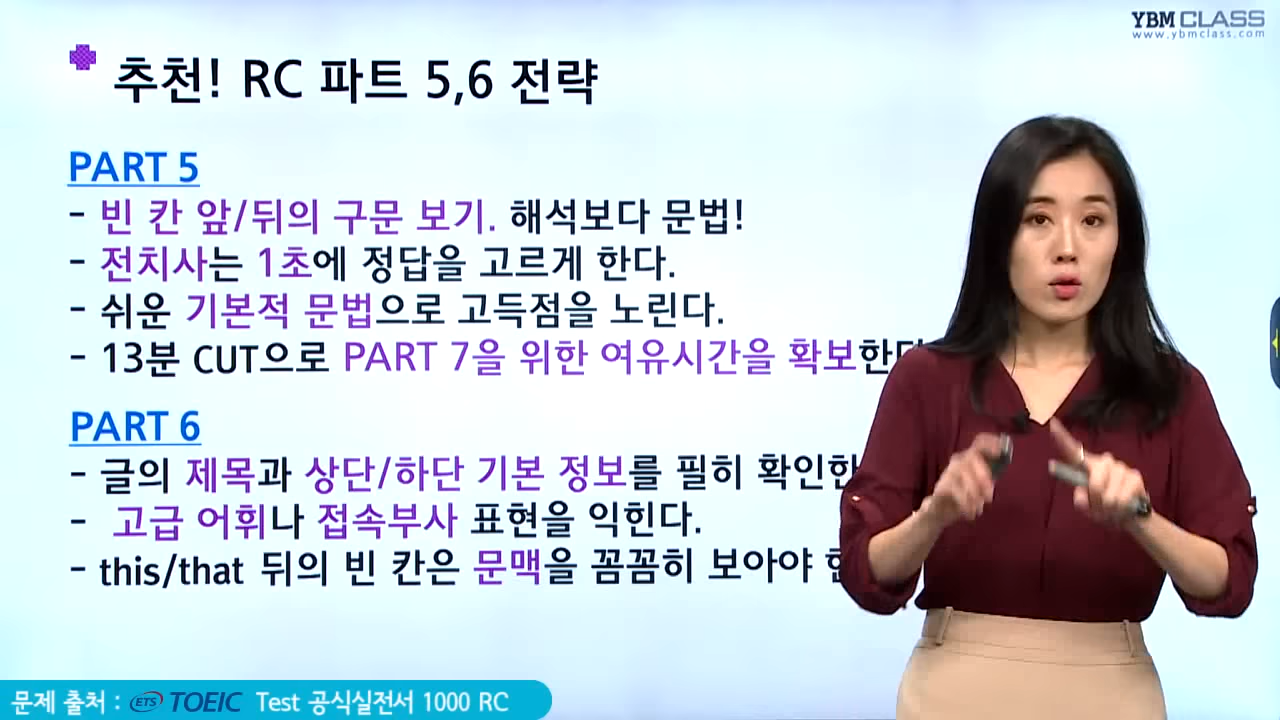 YBM CLASS
www.ybmclass.com
추천! RC 파트 5,6 전략
PART 5
- 빈 칸 앞/뒤의 구문 보기. 해석보다 문법!
- 전치사는 1초에 정답을 고르게 한다.
- 쉬운 기본적 문법으로 고득점을 노린다.
- 13분 CUT으로 PART 7을 위한 여유시간을 확보한
PART 6
- 글의 제목과 상단/하단 기본 정보를 필히 확인한
- 고급 어휘나 접속부사 표현을 익힌다.
- this/that 뒤의 빈 칸은 문맥을 꼼꼼히 보아야
문제 출처 : ETS TOEIC Test 공식실전서 1000 RC